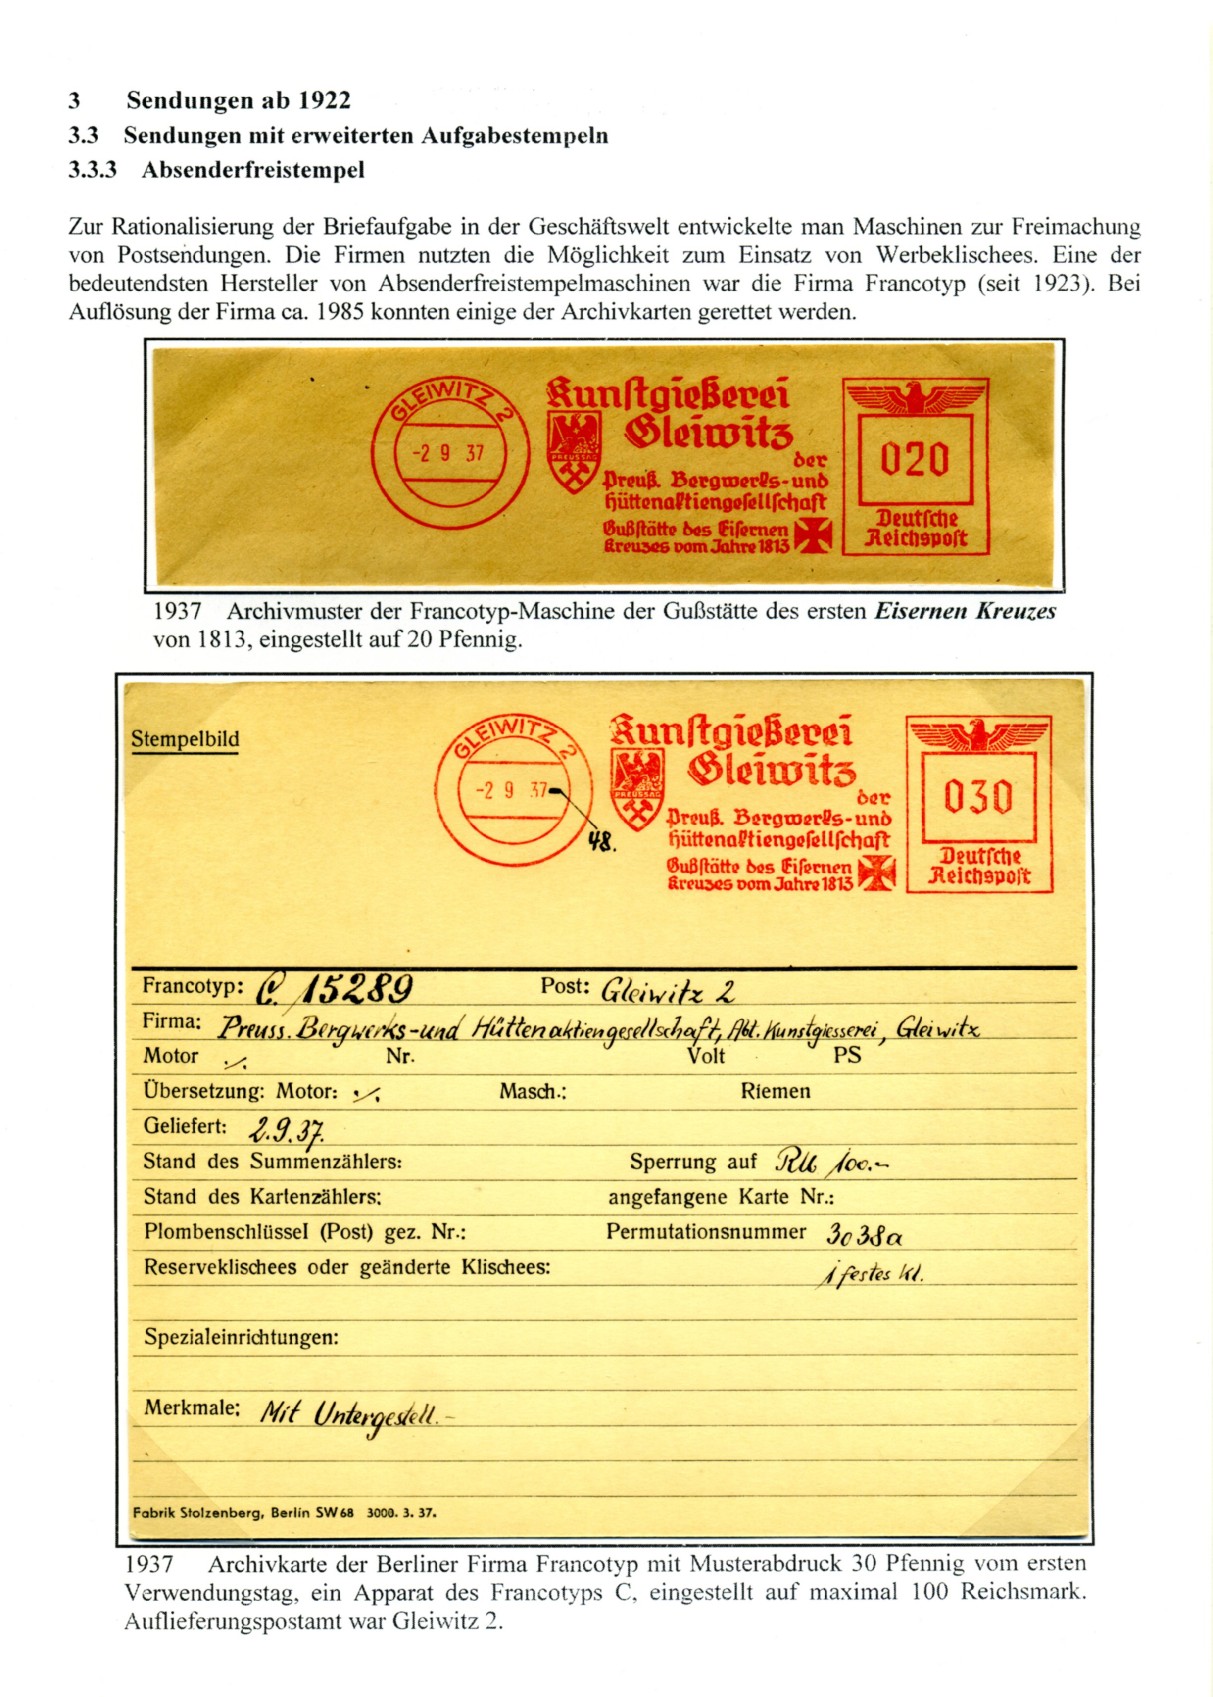 3 Sendungen ab 1922
3.3 Sendungen mit erweiterten Aufgabestempeln
3.3.3 Absenderfreistempel
Zur Rationalisierung der Briefaufgabe in der Geschäftswelt entwickelte man Maschinen zur Freimachung
von Postsendungen. Die Firmen nutzten die Möglichkeit zum Einsatz von Werbeklischees. Eine der
bedeutendsten Hersteller von Absenderfreistempelmaschinen war die Firma Francotyp (seit 1923). Bei
Auflösung der Firma ca. 1985 konnten einige der Archivkarten gerettet werden.
GLEIWITZ 2
-2 9 37
Kunstgießerei
Gleiwitz
PREUSSAG
der
Preuß. Bergwerks- und
Hüttenaktiengesellschaft
Gußstätte des Eisernen
Kreuzes vom Jahre 1813
020
Deutsche
Reichspost
1937 Archivmuster der Francotyp-Maschine der Gußstätte des ersten Eisernen Kreuzes
von 1813, eingestellt auf 20 Pfennig.
Stempelbild
GLEIWITZ 2
-2 9 37
48.
Kunstgießerei
Gleiwitz
PREUSSAG
der
Preuß. Bergwerks- und
Hüttenaktiengesellschaft
Gußstätte des Eisernen
Kreuzes vom Jahre 1813
030
Deutsche
Reichspost
Francotyp: C. 15289 Post: Gleiwitz 2
Firma: Preuss. Bergwerks- und Hüttenaktiengesellschaft, Abt. Kunstgiesserei, Gleiwitz
Motor ./. Nr. Volt PS
Übersetzung: Motor: ./. Masch.: Riemen
Geliefert: 2.9.37.
Stand des Summenzählers: Sperrung auf RM 100.-
Stand des Kartenzählers: angefangene Karte Nr.:
Plombenschlüssel (Post) gez. Nr.: Permutationsnummer 3038a
Reserveklischees oder geänderte Klischees: 1 festes Kl.
Spezialeinrichtungen:
Merkmale: Mit Untergestell.-
Fabrik Stolzenberg, Berlin SW 68 3000. 3. 37.
1937 Archivkarte der Berliner Firma Francotyp mit Musterabdruck 30 Pfennig vom ersten
Verwendungstag, ein Apparat des Francotyps C, eingestellt auf maximal 100 Reichsmark.
Auflieferungspostamt war Gleiwitz 2.